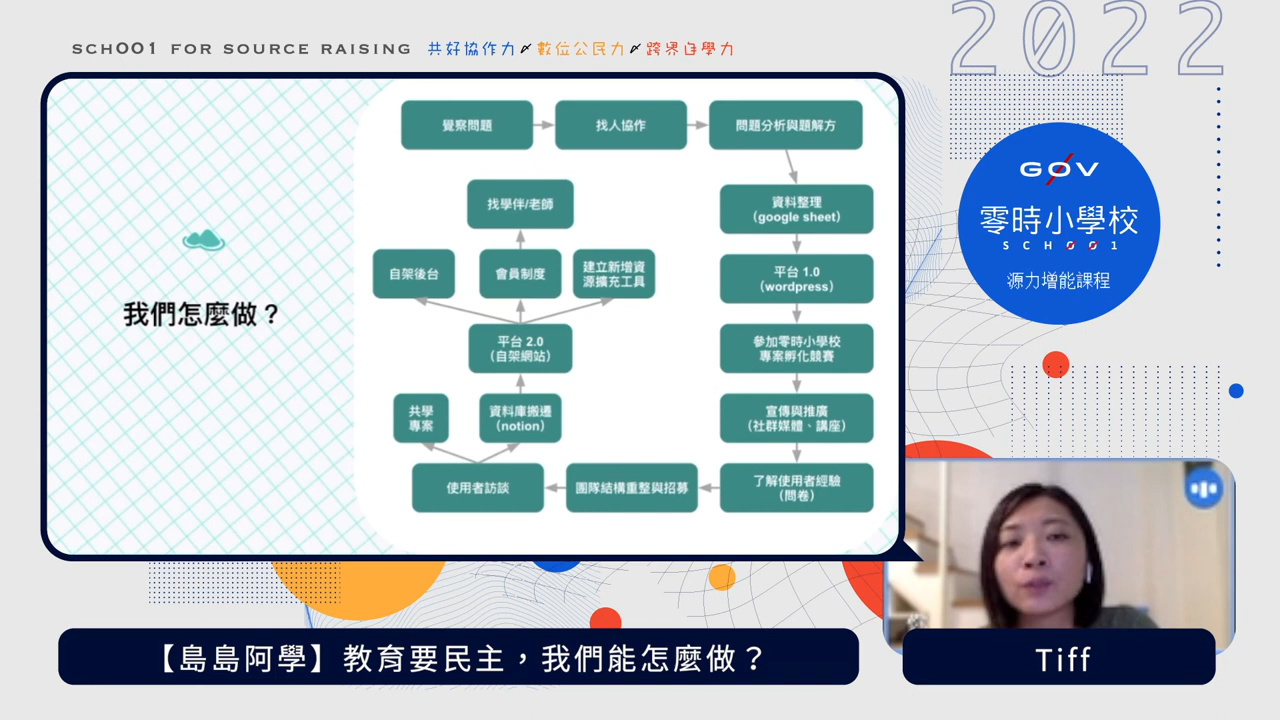 2022
SCHOO1 FOR SOURCE RAISING 共好協作力 數位公民力 跨界自學力
我們怎麼做？
覺察問題
找人協作
問題分析與題解方
資料整理
（google sheet）
平台 1.0
（wordpress）
參加零時小學校
專案孵化競賽
宣傳與推廣
（社群媒體、講座）
了解使用者經驗
（問卷）
團隊結構重整與招募
使用者訪談
共學
專案
資料庫搬遷
（notion）
平台 2.0
（自架網站）
自架後台
會員制度
建立新增資
源擴充工具
找學伴/老師
G0V
零時小學校
SCH001
源力增能課程
【島島阿學】教育要民主，我們能怎麼做？
Tiff